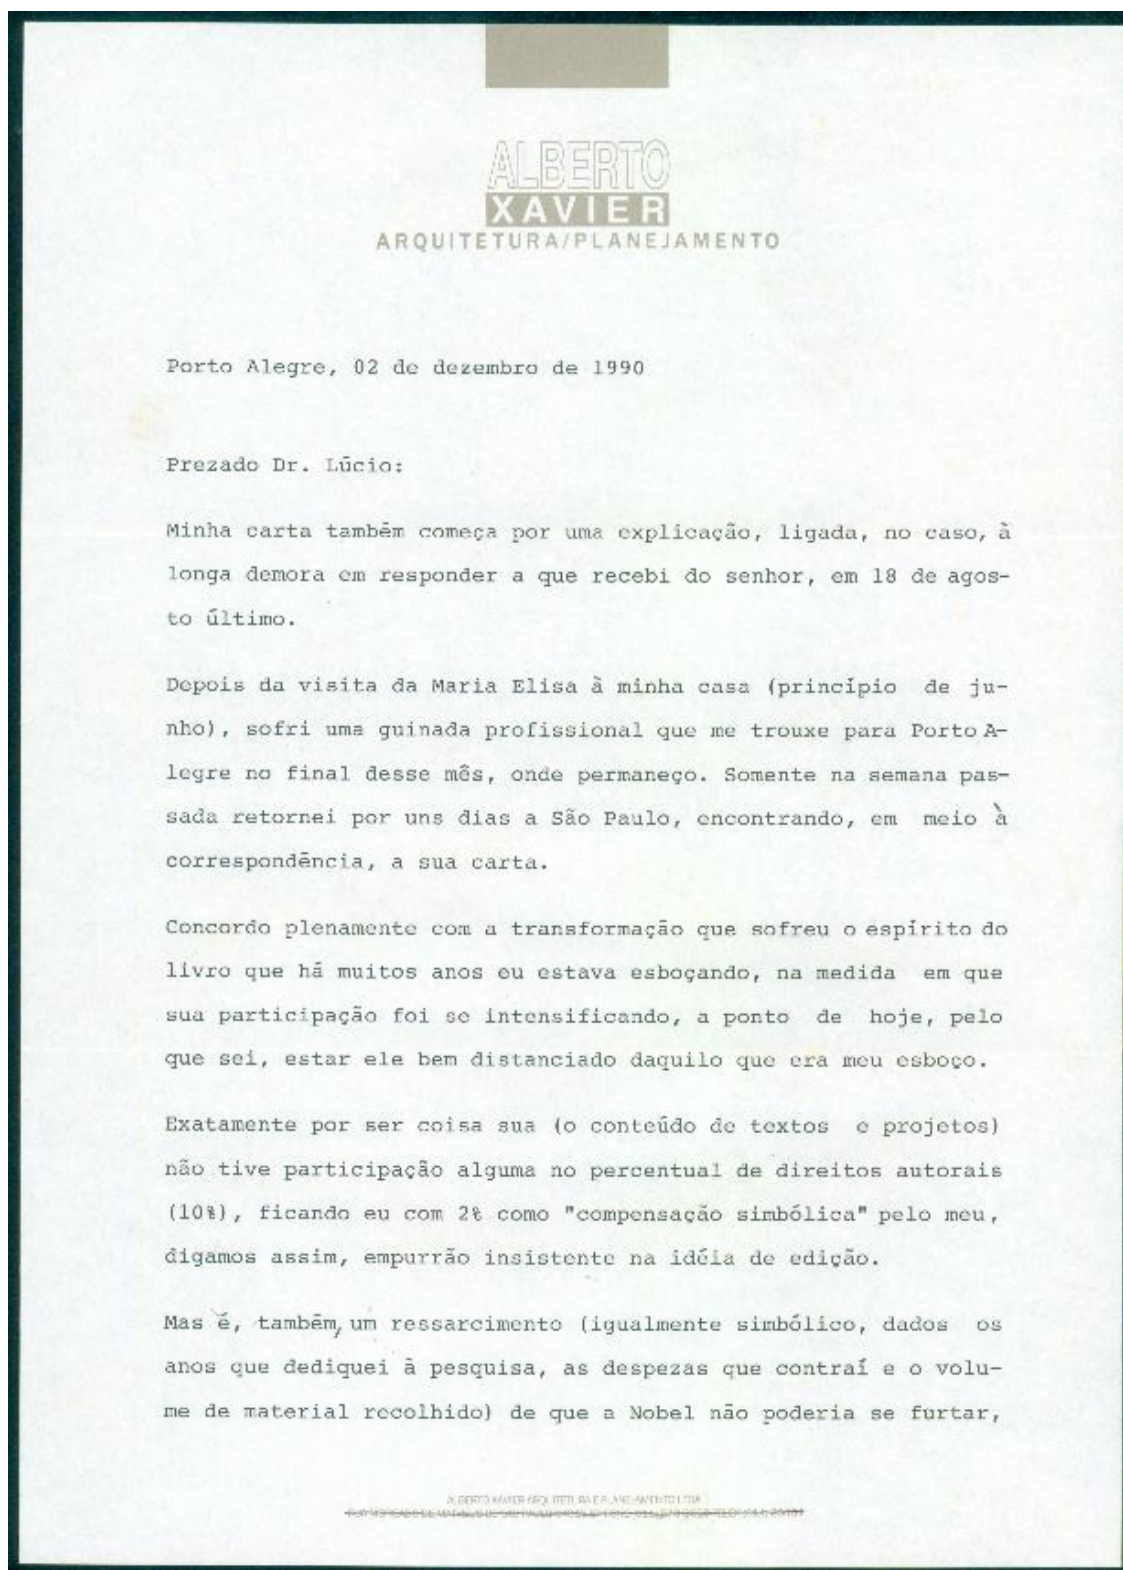 ALBERTO
XAVIER
ARQUITETURA/PLANEJAMENTO
Porto Alegre, 02 de dezembro de 1990
Prezado Dr. Lúcio:
Minha carta também começa por uma explicação, ligada, no caso, à
longa demora em responder a que recebi do senhor, em 18 de agos-
to último.
Depois da visita da Maria Elisa à minha casa (princípio de ju-
nho), sofri uma guinada profissional que me trouxe para Porto A-
legre no final desse mês, onde permaneço. Somente na semana pas-
sada retornei por uns dias a São Paulo, encontrando, em meio à
correspondência, a sua carta.
Concordo plenamente com a transformação que sofreu o espírito do
livro que há muitos anos eu estava esboçando, na medida em que
sua participação foi se intensificando, a ponto de hoje, pelo
que sei, estar ele bem distanciado daquilo que era meu esboço.
Exatamente por ser coisa sua (o conteúdo de textos e projetos)
não tive participação alguma no percentual de direitos autorais
(10%), ficando eu com 2% como "compensação simbólica" pelo meu,
digamos assim, empurrão insistente na idéia de edição.
Mas é, também, um ressarcimento (igualmente simbólico, dados os
anos que dediquei à pesquisa, as despezas que contraí e o volu-
me de material recolhido) de que a Nobel não poderia se furtar,
ALBERTO XAVIER ARQUITETURA E PLANEJAMENTO LTDA